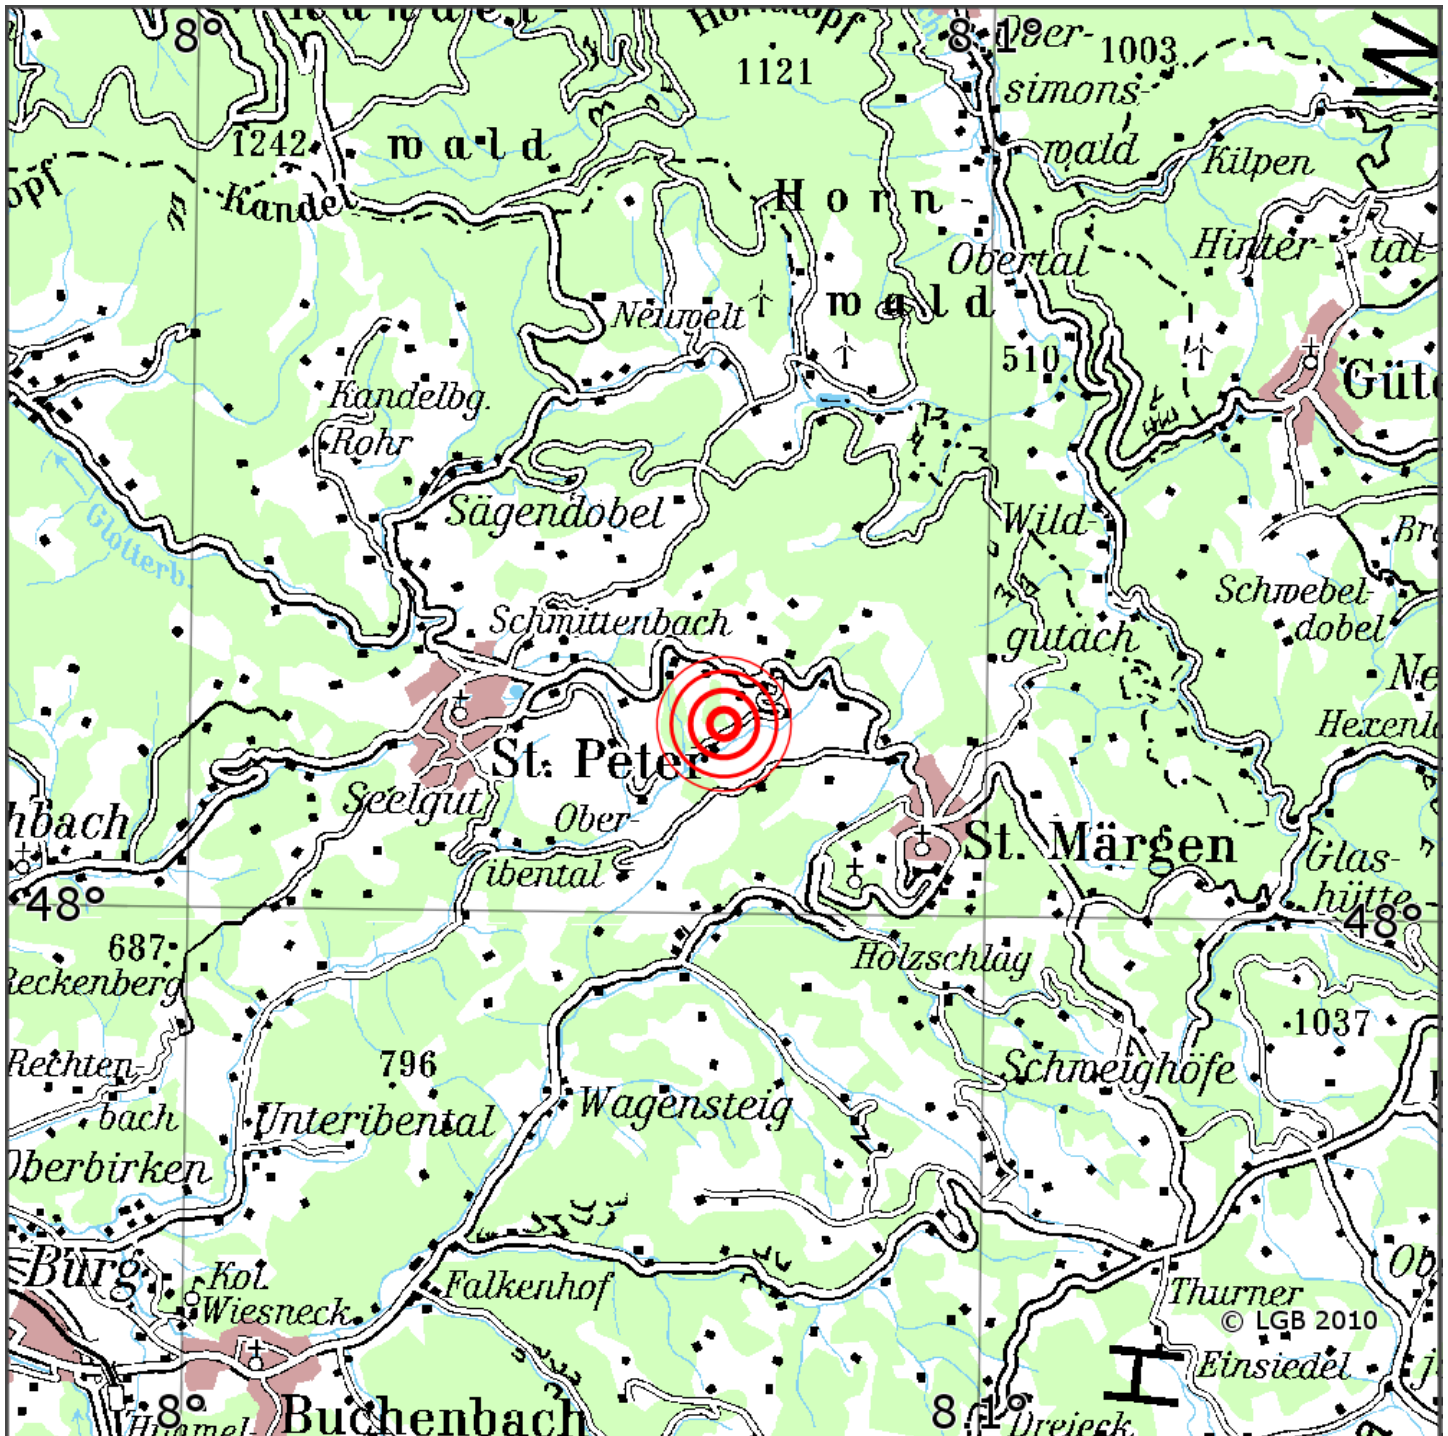 8°
8.1°
Ober-
simons-
wald
1003
W
1121
1242
Kandel
wald
Horn-
wald
Kilpen
Hinter-
tal-
Obertal
Neuwelt
510
Kandelbg.
Rohr
Sägendobel
Glotterb.
Wild-
gutach
Schwebel-
dobel
Schmittenbach
St. Peter
Seelgut
Ober-
ibental
St. Märgen
Glas-
hütte
48°
48°
687
Reckenberg
Holzschlag
1037
796
Rechten-
bach
Unteribental
Wagensteig
Schweighöfe
Oberbirken
Burg
Kol.
Wiesneck
Falkenhof
Thurner
© LGB 2010
Einsiedel
H
8°
Buchenbach
8.1°
Dreieck